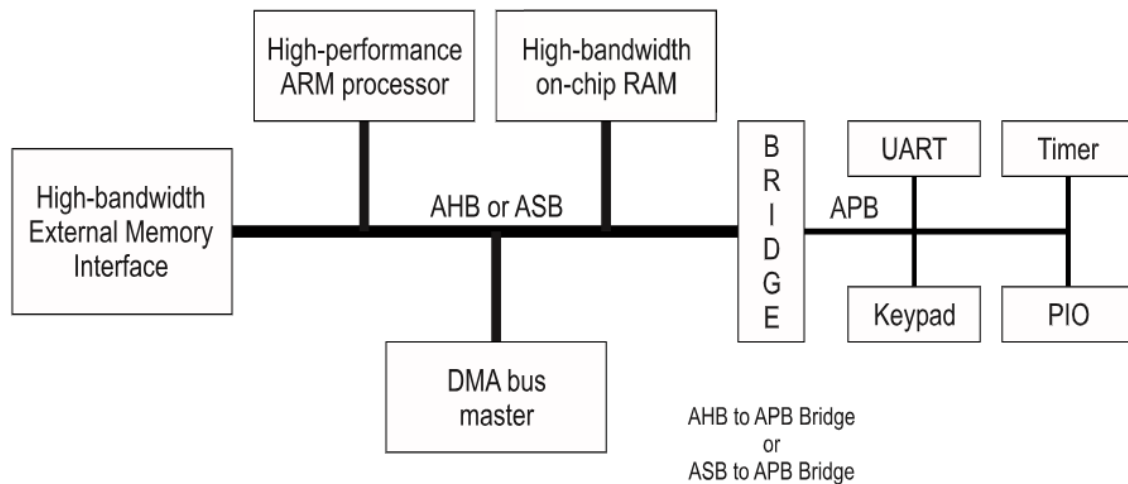 High-performance
ARM processor
High-bandwidth
on-chip RAM
High-bandwidth
External Memory
Interface
AHB or ASB
B
R
I
D
G
E
APB
UART
Timer
Keypad
PIO
DMA bus
master
AHB to APB Bridge
or
ASB to APB Bridge